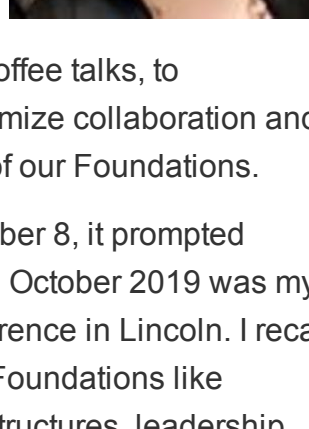 offee talks, to
mize collaboration and
of our Foundations.
ber 8, it prompted
October 2019 was my
rence in Lincoln. I reca
Foundations like
tructures, leadership